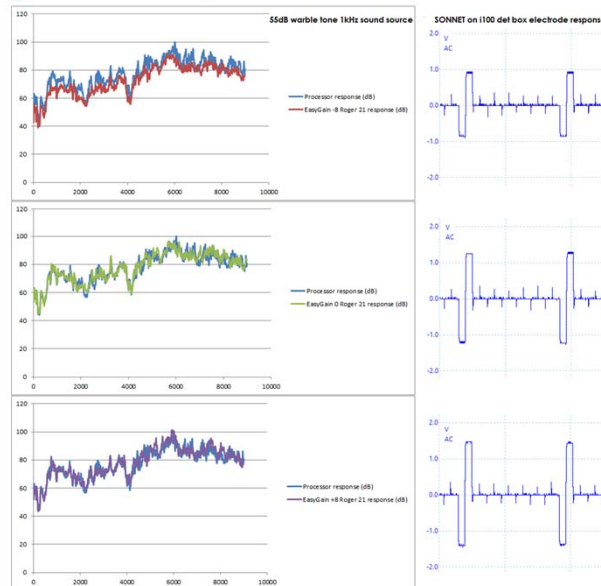 55dB warble tone 1kHz sound source
SONNET on i100 det box electrode respons
120
100
80
60
40
20
0
0 2000 4000 6000 8000 10000
Processor response (dB)
EasyGain -8 Roger 21 response (dB)
V
AC
2.0
1.0
0.0
-1.0
-2.0
120
100
80
60
40
20
0
0 2000 4000 6000 8000 10000
Processor response (dB)
EasyGain 0 Roger 21 response (dB)
V
AC
2.0
1.0
0.0
-1.0
-2.0
120
100
80
60
40
20
0
0 2000 4000 6000 8000 10000
Processor response (dB)
EasyGain +8 Roger 21 response (dB)
V
AC
2.0
1.0
0.0
-1.0
-2.0